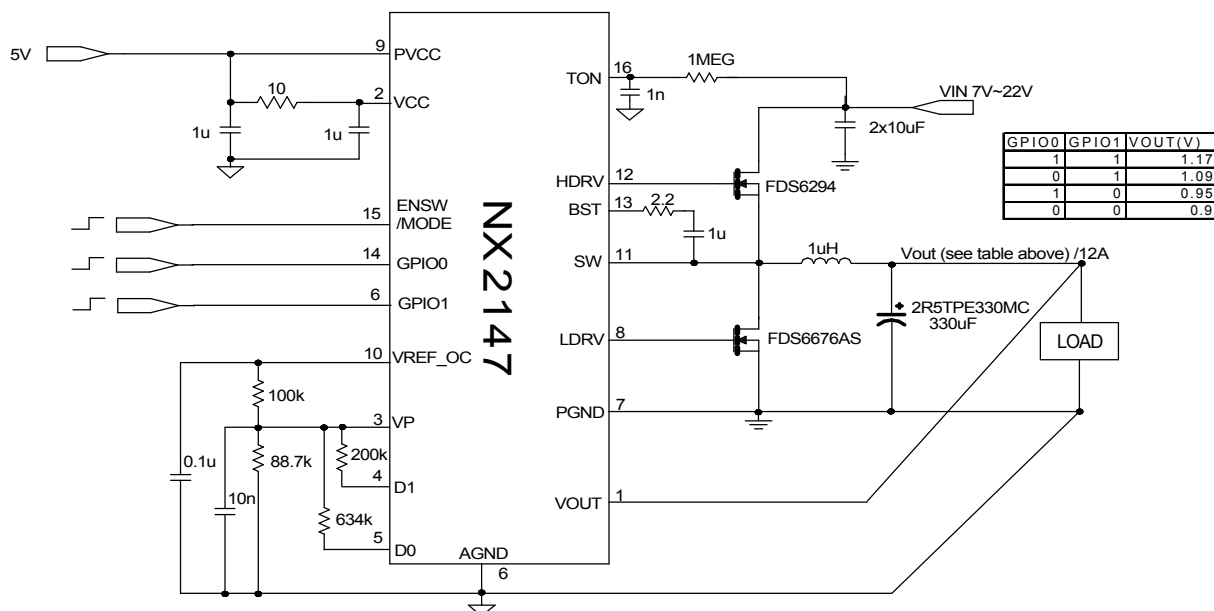 5V
9
PVCC
10
2
VCC
1u
1u
ENSW
/MODE
15
14
GPIO0
6
GPIO1
10
VREF_OC
100k
3
VP
0.1u
88.7k
200k
4
D1
10n
634k
5
D0
AGND
6
NX2147
TON
16
1MEG
1n
VIN 7V~22V
2x10uF
HDRV
12
FDS6294
BST
13
2.2
1u
SW
11
1uH
Vout (see table above) /12A
2R5TPE330MC
330uF
LDRV
8
FDS6676AS
LOAD
PGND
7
VOUT
1
GPIO0 GPIO1 VOUT(V)
1 1 1.17
0 1 1.09
1 0 0.95
0 0 0.9